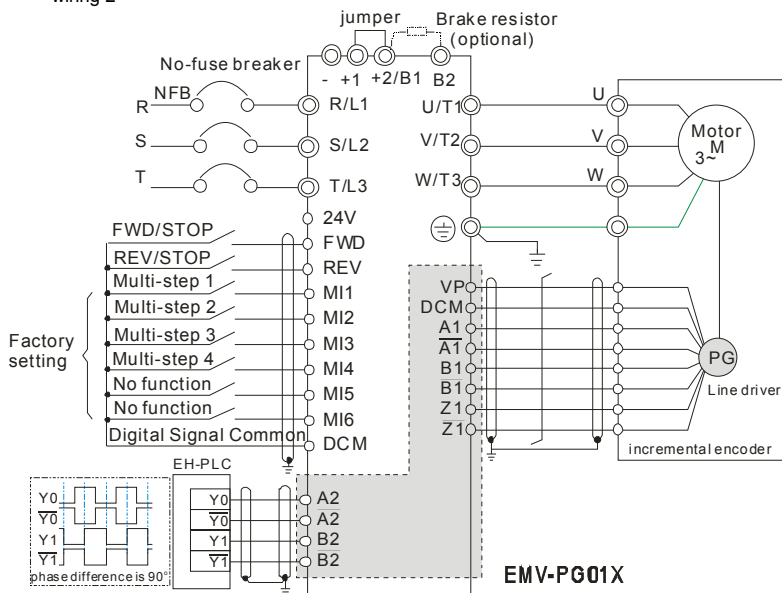 jumper
Brake resistor
(optional)
No-fuse breaker
- +1 +2/B1 B2
NFB
R R/L1 U/T1 U
S S/L2 V/T2 V
T T/L3 W/T3 W
Motor
M
3~
24V
FWD/STOP FWD
REV/STOP REV
Multi-step 1 MI1
Multi-step 2 MI2
Multi-step 3 MI3
Multi-step 4 MI4
No function MI5
No function MI6
Digital Signal Common DCM
Factory
setting
VP
DCM
A1
A1
B1
B1
Z1
Z1
PG
Line driver
incremental encoder
EH-PLC
Y0 Y0 A2
Y0 Y0 A2
Y1 Y1 B2
Y1 Y1 B2
phase difference is 90°
EMV-PG01X